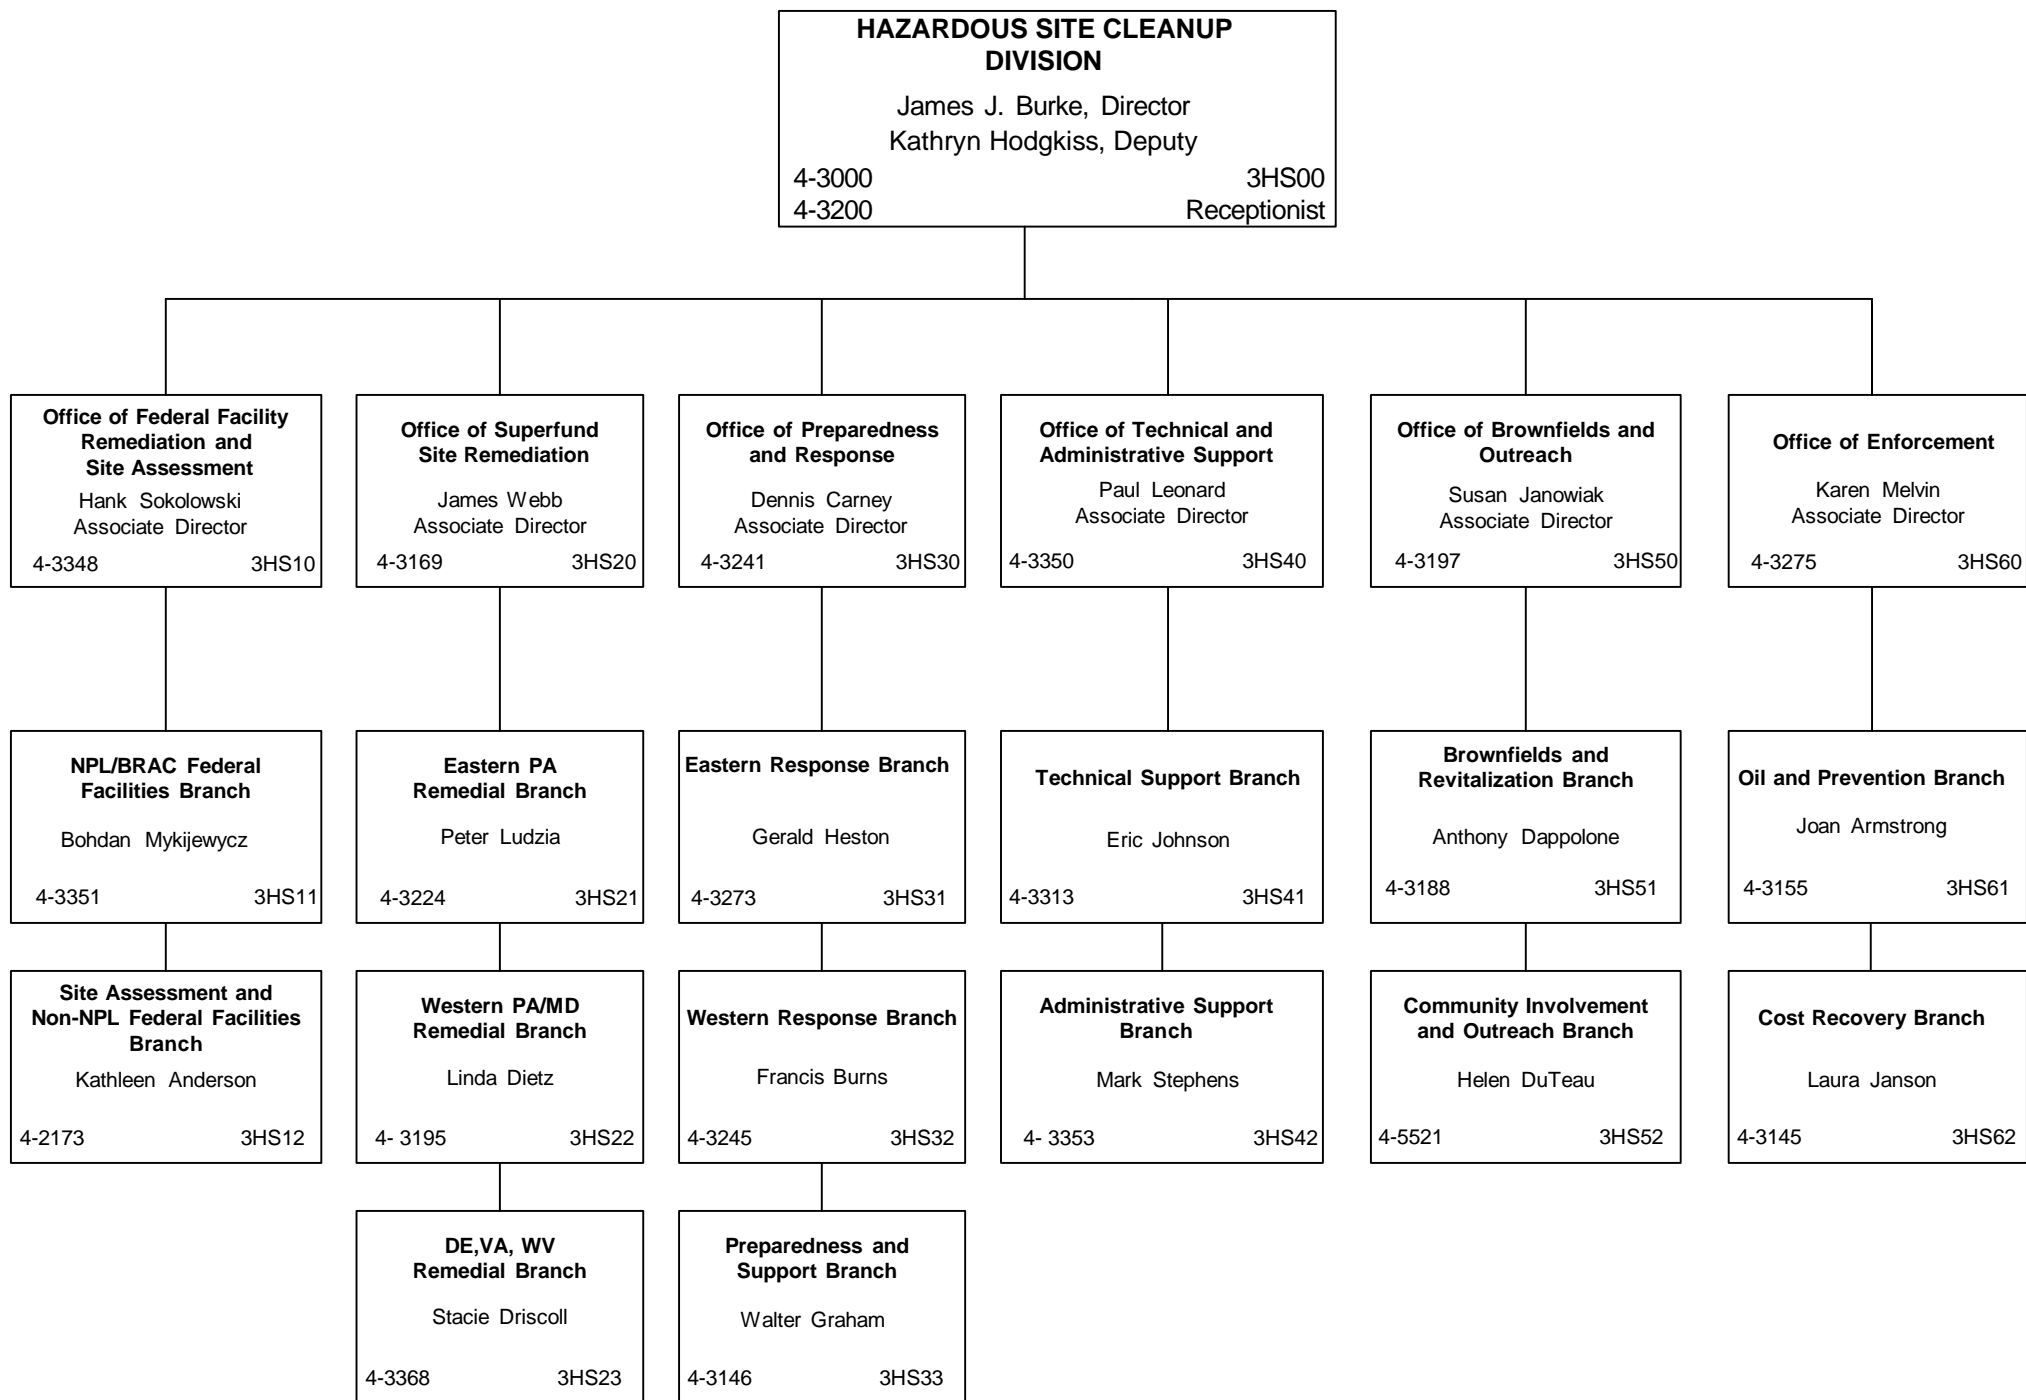 HAZARDOUS SITE CLEANUP
DIVISION
James J. Burke, Director
Kathryn Hodgkiss, Deputy
4-3000 3HS00
4-3200 Receptionist
Office of Federal Facility
Remediation and
Site Assessment
Hank Sokolowski
Associate Director
4-3348 3HS10
Office of Superfund
Site Remediation
James Webb
Associate Director
4-3169 3HS20
Office of Preparedness
and Response
Dennis Carney
Associate Director
4-3241 3HS30
Office of Technical and
Administrative Support
Paul Leonard
Associate Director
4-3350 3HS40
Office of Brownfields and
Outreach
Susan Janowiak
Associate Director
4-3197 3HS50
Office of Enforcement
Karen Melvin
Associate Director
4-3275 3HS60
NPL/BRAC Federal
Facilities Branch
Bohdan Mykijewycz
4-3351 3HS11
Eastern PA
Remedial Branch
Peter Ludzia
4-3224 3HS21
Eastern Response Branch
Gerald Heston
4-3273 3HS31
Technical Support Branch
Eric Johnson
4-3313 3HS41
Brownfields and
Revitalization Branch
Anthony Dappolone
4-3188 3HS51
Oil and Prevention Branch
Joan Armstrong
4-3155 3HS61
Site Assessment and
Non-NPL Federal Facilities
Branch
Kathleen Anderson
4-2173 3HS12
Western PA/MD
Remedial Branch
Linda Dietz
4- 3195 3HS22
Western Response Branch
Francis Burns
4-3245 3HS32
Administrative Support
Branch
Mark Stephens
4- 3353 3HS42
Community Involvement
and Outreach Branch
Helen DuTeau
4-5521 3HS52
Cost Recovery Branch
Laura Janson
4-3145 3HS62
DE,VA, WV
Remedial Branch
Stacie Driscoll
4-3368 3HS23
Preparedness and
Support Branch
Walter Graham
4-3146 3HS33